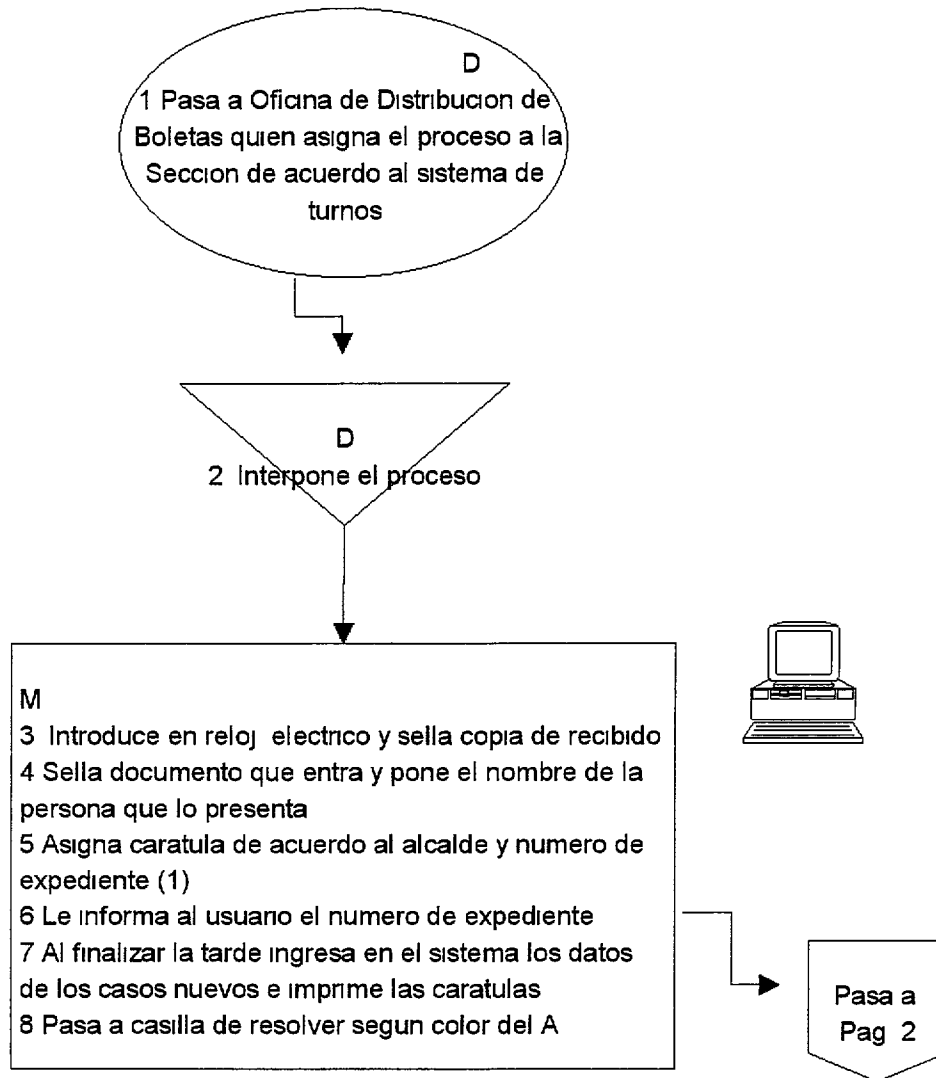 D
1 Pasa a Oficina de Distribucion de
Boletas quien asigna el proceso a la
Seccion de acuerdo al sistema de
turnos
D
2 Interpone el proceso
M
3 Introduce en reloj electrico y sella copia de recibido
4 Sella documento que entra y pone el nombre de la
persona que lo presenta
5 Asigna caratula de acuerdo al alcalde y numero de
expediente (1)
6 Le informa al usuario el numero de expediente
7 Al finalizar la tarde ingresa en el sistema los datos
de los casos nuevos e imprime las caratulas
8 Pasa a casilla de resolver segun color del A
Pasa a
Pag 2